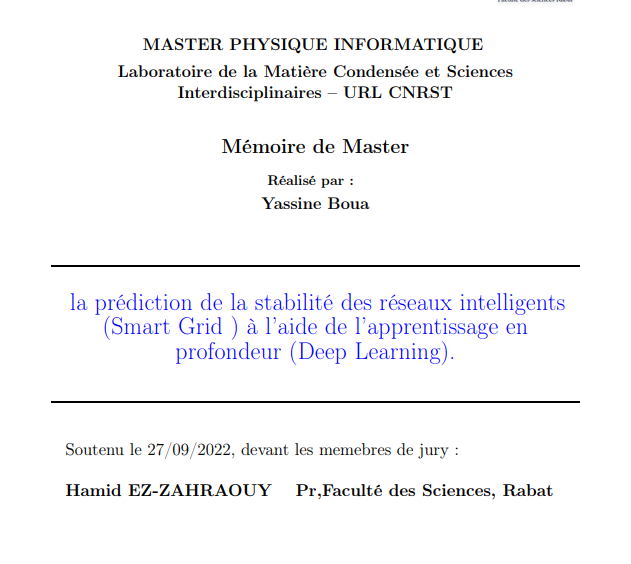 MASTER PHYSIQUE INFORMATIQUE
Laboratoire de la Matière Condensée et Sciences
Interdisciplinaires – URL CNRST
Mémoire de Master
Réalisé par :
Yassine Boua
la prédiction de la stabilité des réseaux intelligents
(Smart Grid ) à l'aide de l'apprentissage en
profondeur (Deep Learning).
Soutenu le 27/09/2022, devant les memebres de jury :
Hamid EZ-ZAHRAOUY Pr,Faculté des Sciences, Rabat